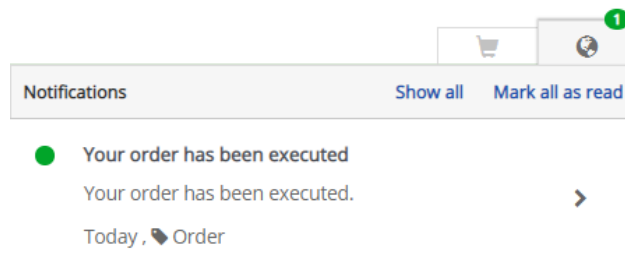 1
Notifications Show all Mark all as read
Your order has been executed
Your order has been executed.
Today , Order